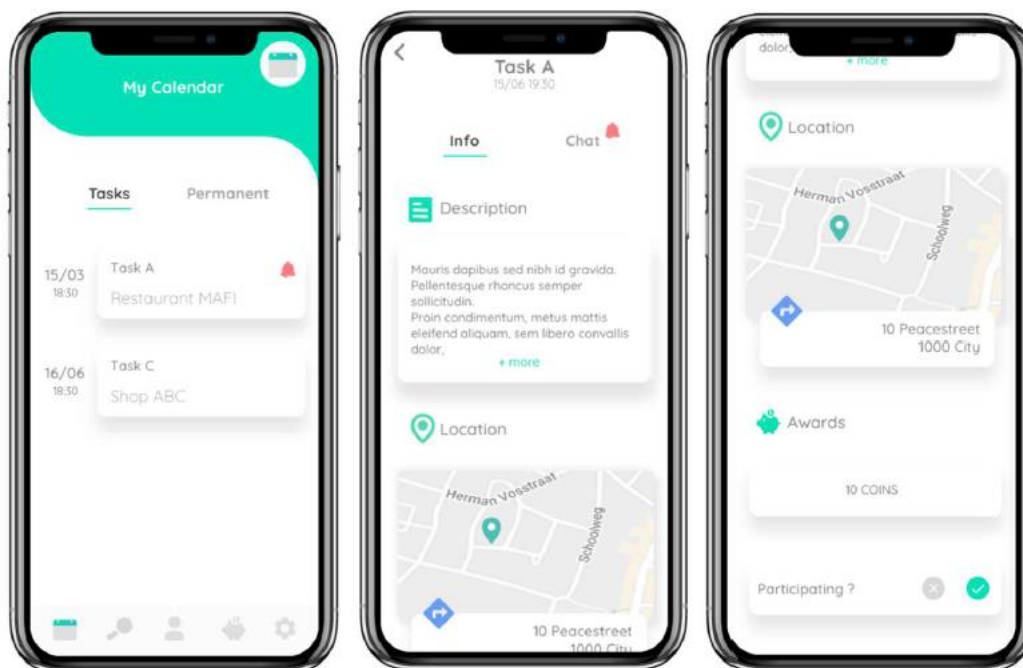 My Calendar
Tasks
Permanent
15/03
18:30
Task A
Restaurant MAFI
16/06
18:30
Task C
Shop ABC
Task A
15/06 19:30
Info
Chat
Description
Mauris dapibus sed nibh id gravida.
Pellentesque rhoncus semper
sollicitudin.
Proin condimentum, metus mattis
eleifend aliquam, sem libero convallis
dolor,
+ more
Location
Herman Vosstraat
Schoolweg
10 Peacestreet
1000 City
dolor,
+ more
Location
Herman Vosstraat
Schoolweg
10 Peacestreet
1000 City
Awards
10 COINS
Participating ?